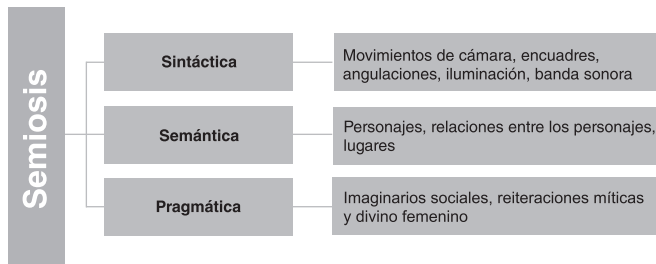 Semiosis
Sintáctica
Movimientos de cámara, encuadres,
angulaciones, iluminación, banda sonora
Semántica
Personajes, relaciones entre los personajes,
lugares
Pragmática
Imaginarios sociales, reiteraciones míticas
y divino femenino